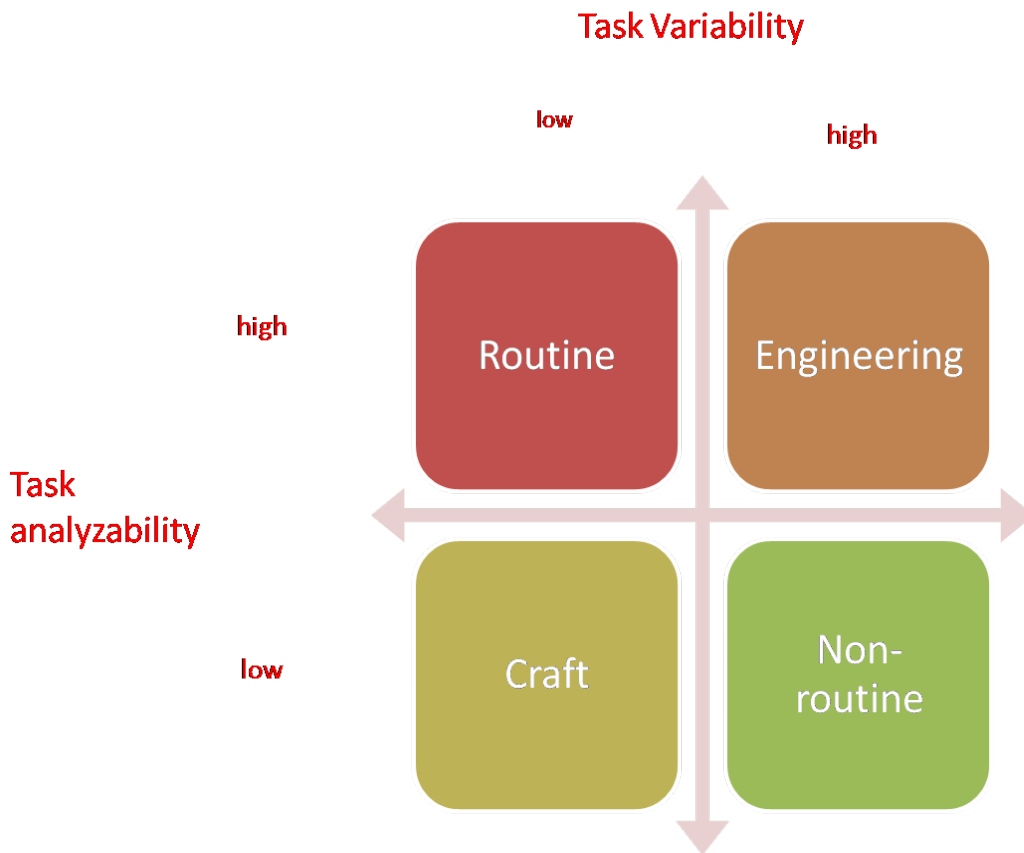 Task Variability
low
high
high
Routine
Engineering
Task
analyzability
low
Craft
Non-
routine